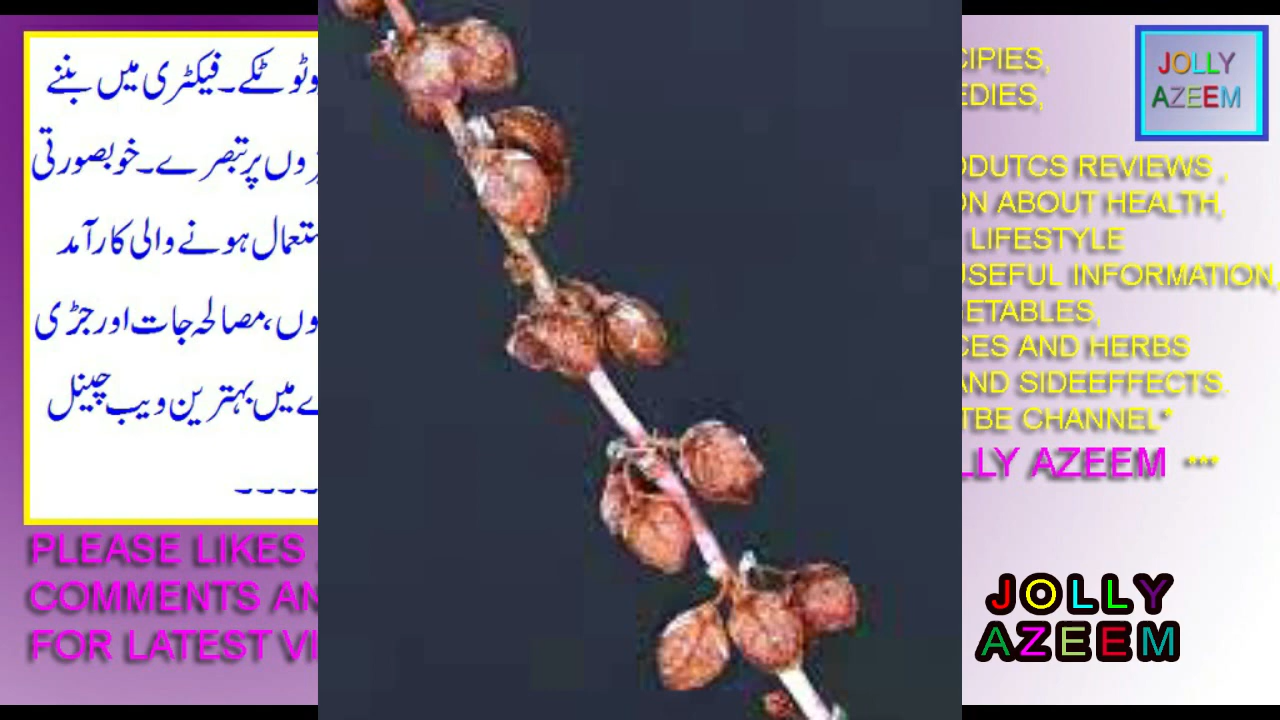 ٹوٹکے۔فیکٹری میں بننے
وں پر تبصرے۔خوبصورتی
ہونے والی کارآمد
وں،مصالحہ جات اور جڑی
میں بہترین ویب چینل
۔۔۔۔
PLEASE LIKES
COMMENTS AN
FOR LATEST VI
CIPIES,
EDIES,
ODUTCS REVIEWS ,
ON ABOUT HEALTH,
LIFESTYLE
USEFUL INFORMATION,
ETABLES,
CES AND HERBS
AND SIDEEFFECTS.
TBE CHANNEL"
LLY AZEEM ***
JOLLY
AZEEM
JOLLY
AZEEM